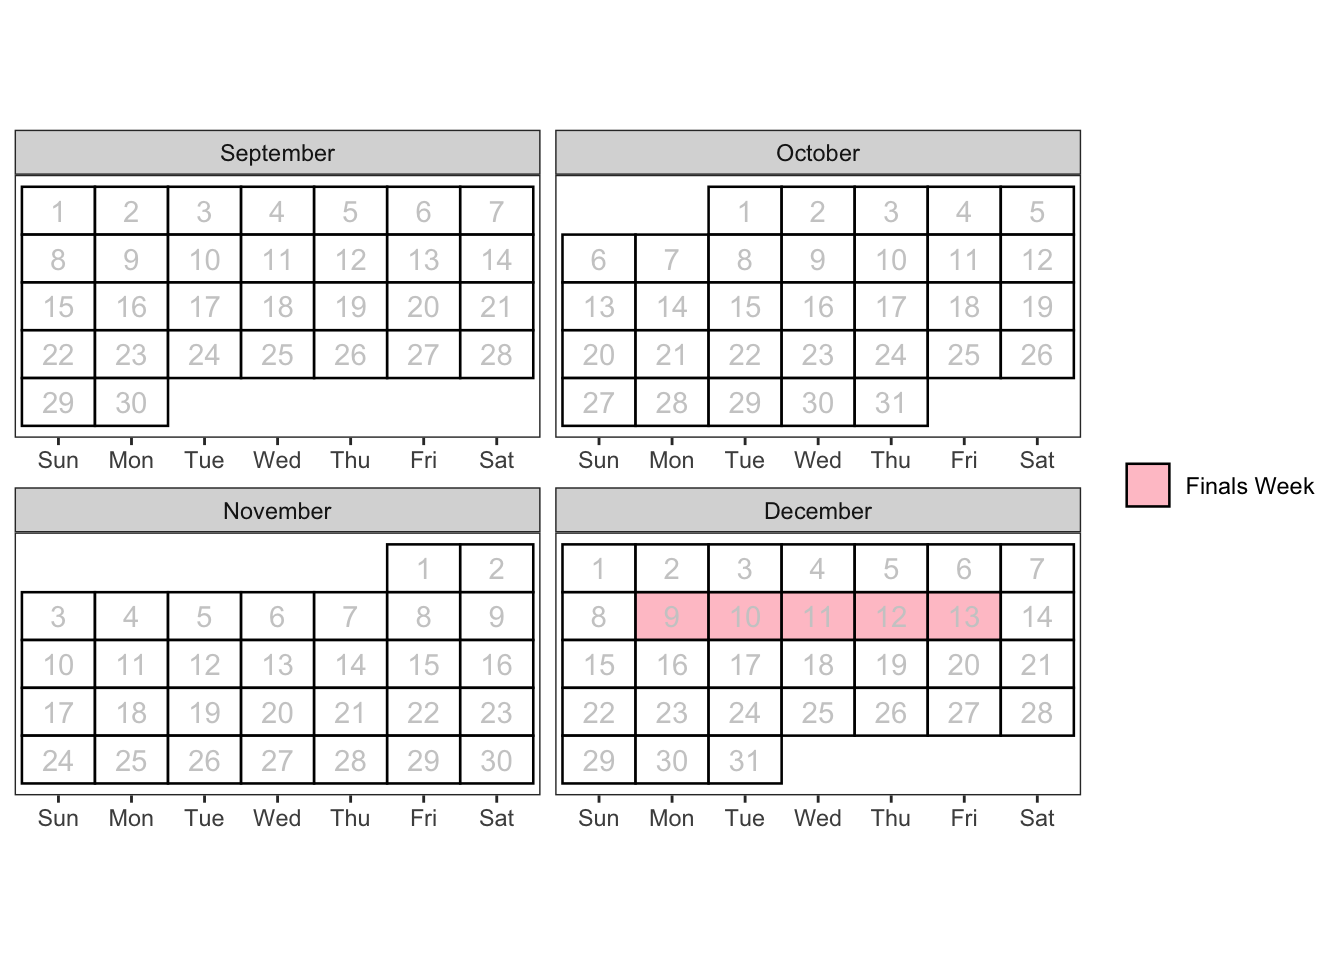 September
1 2 3 4 5 6 7
8 9 10 11 12 13 14
15 16 17 18 19 20 21
22 23 24 25 26 27 28
29 30
Sun Mon Tue Wed Thu Fri Sat
October
1 2 3 4 5
6 7 8 9 10 11 12
13 14 15 16 17 18 19
20 21 22 23 24 25 26
27 28 29 30 31
Sun Mon Tue Wed Thu Fri Sat
November
1 2
3 4 5 6 7 8 9
10 11 12 13 14 15 16
17 18 19 20 21 22 23
24 25 26 27 28 29 30
Sun Mon Tue Wed Thu Fri Sat
December
1 2 3 4 5 6 7
8 9 10 11 12 13 14
15 16 17 18 19 20 21
22 23 24 25 26 27 28
29 30 31
Sun Mon Tue Wed Thu Fri Sat
Finals Week